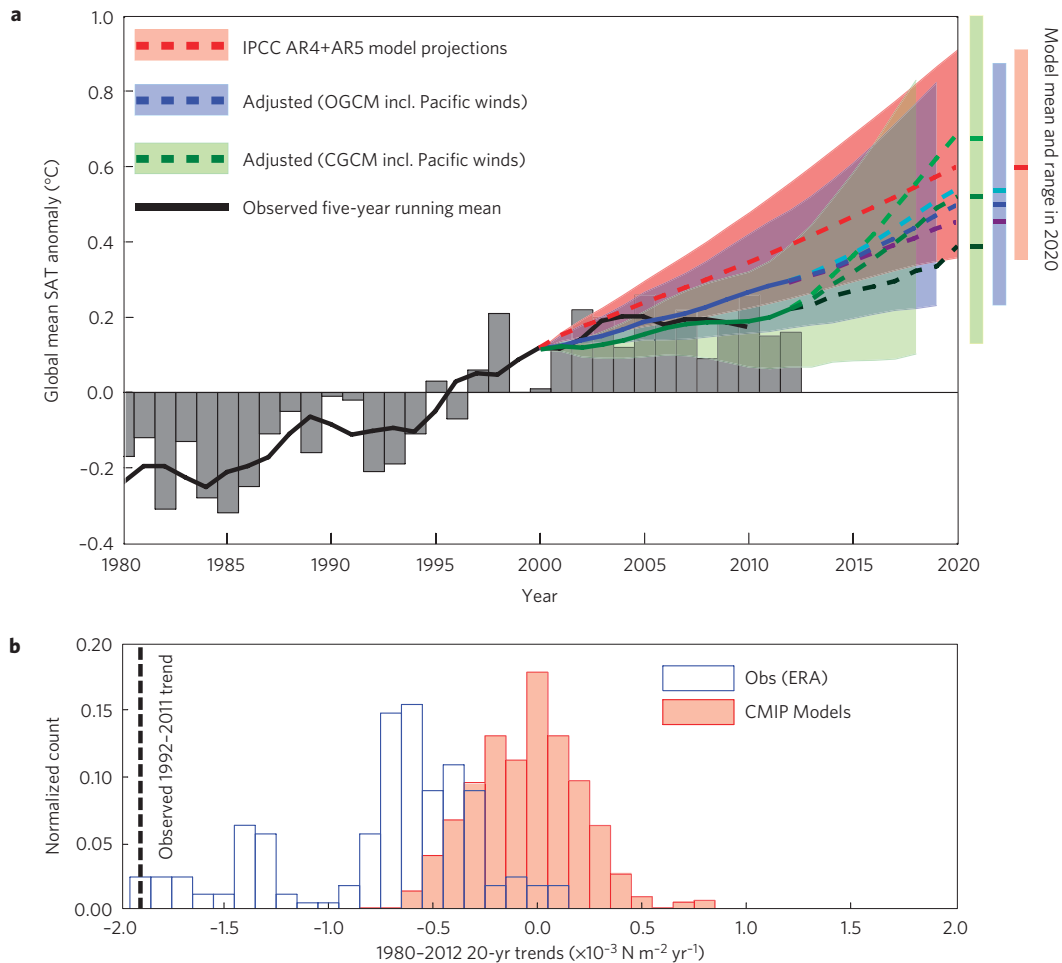 a
1.0
0.8
0.6
0.4
0.2
0.0
–0.2
–0.4
Global mean SAT anomaly (°C)
IPCC AR4+AR5 model projections
Adjusted (OGCM incl. Pacific winds)
Adjusted (CGCM incl. Pacific winds)
Observed five-year running mean
1980 1985 1990 1995 2000 2005 2010 2015 2020
Year
Model mean and range in 2020
b
0.20
0.15
0.10
0.05
0.00
Normalized count
Observed 1992–2011 trend
Obs (ERA)
CMIP Models
–2.0 –1.5 –1.0 –0.5 0.0 0.5 1.0 1.5 2.0
1980–2012 20-yr trends (×10⁻³ N m⁻² yr⁻¹)